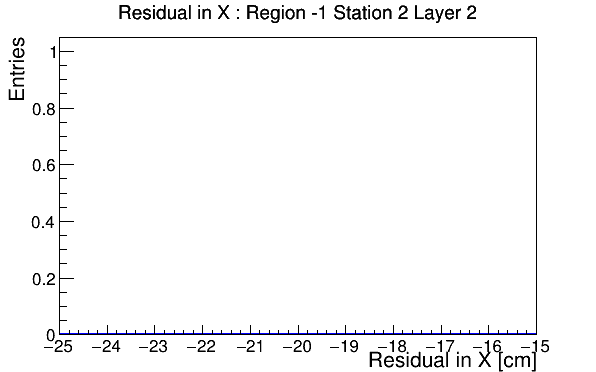 Residual in X : Region -1 Station 2 Layer 2
Entries
1
0.8
0.6
0.4
0.2
0
−25 −24 −23 −22 −21 −20 −19 −18 −17 −16 −15
Residual in X [cm]